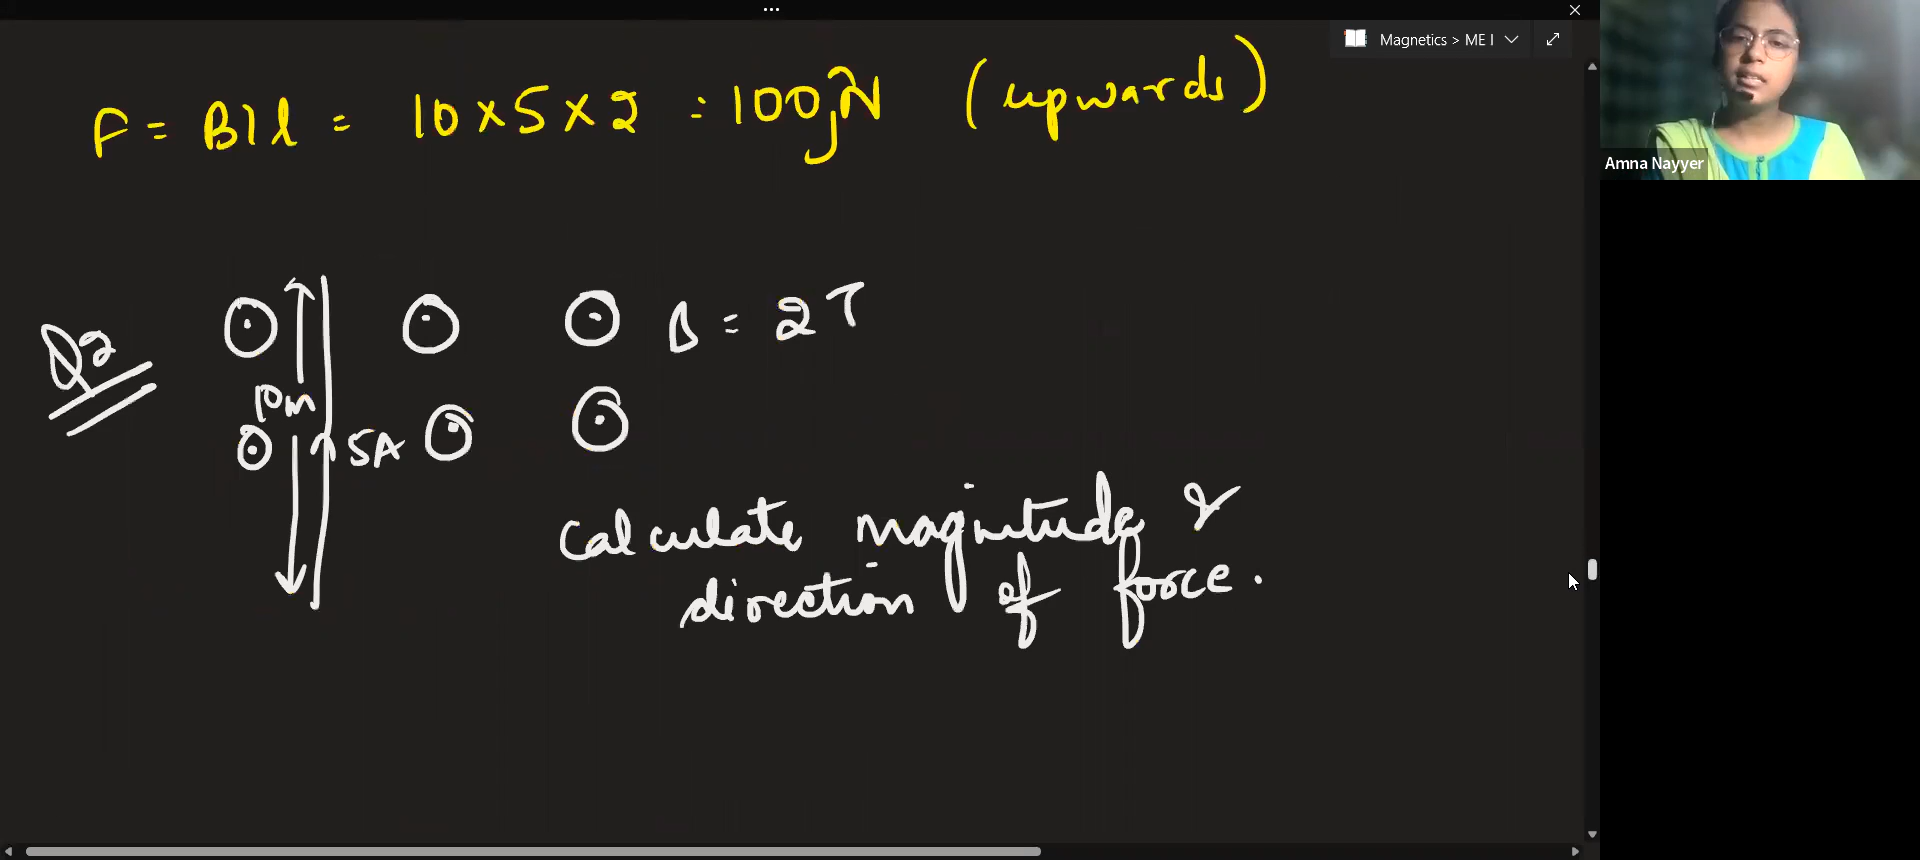 Magnetics > ME I
F = BIl = 10 × 5 × 2 = 100 ĵ N (upwards)
Amna Nayyer
Q2
B = 2T
10m
5A
Calculate magnitude &
direction of force.